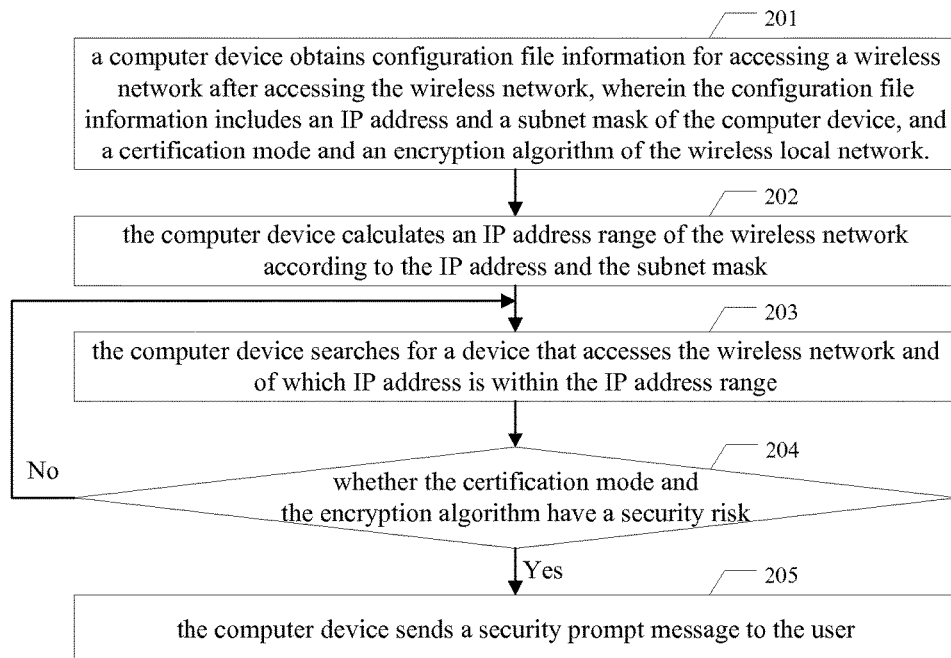 201
a computer device obtains configuration file information for accessing a wireless
network after accessing the wireless network, wherein the configuration file
information includes an IP address and a subnet mask of the computer device, and
a certification mode and an encryption algorithm of the wireless local network.
202
the computer device calculates an IP address range of the wireless network
according to the IP address and the subnet mask
203
the computer device searches for a device that accesses the wireless network and
of which IP address is within the IP address range
204
No
whether the certification mode and
the encryption algorithm have a security risk
Yes
205
the computer device sends a security prompt message to the user